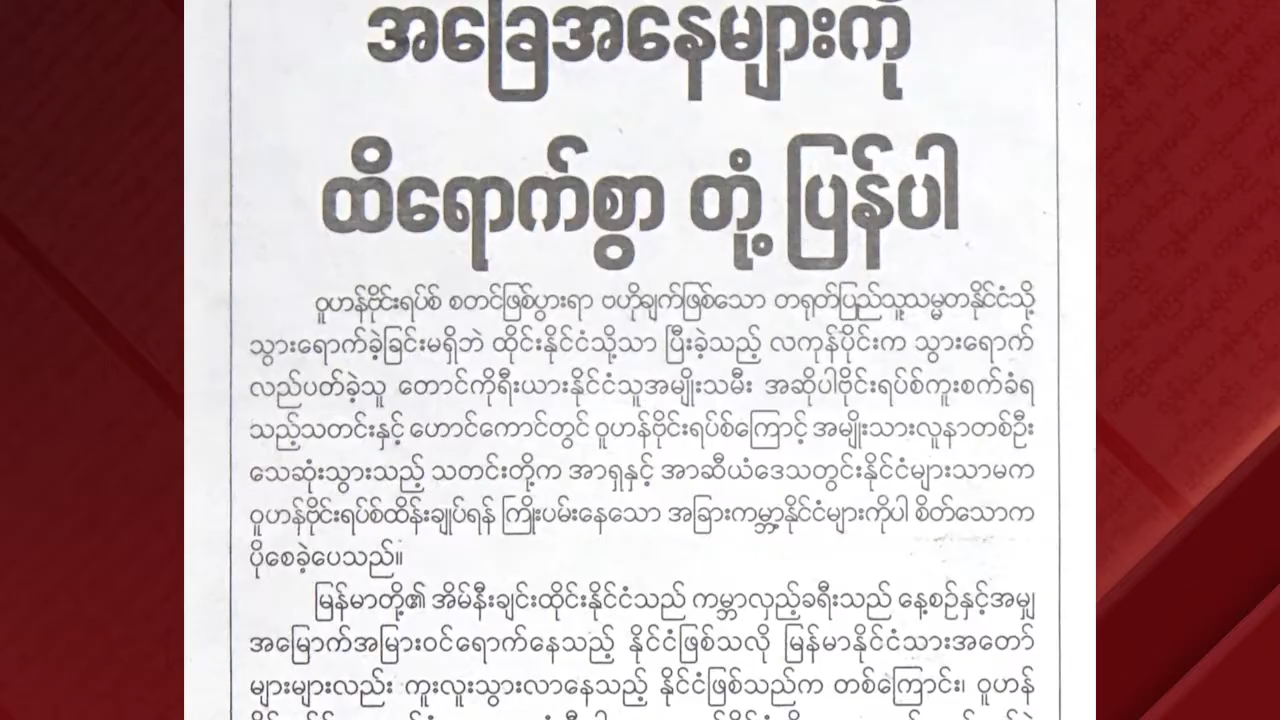 အခြေအနေများကို
ထိရောက်စွာ တုံ့ပြန်ပါ
ဝူဟန်ဗိုင်းရပ်စ် စတင်ဖြစ်ပွားရာ ဗဟိုချက်ဖြစ်သော တရုတ်ပြည်သူ့သမ္မတနိုင်ငံသို့
သွားရောက်ခဲ့ခြင်းမရှိဘဲ ထိုင်းနိုင်ငံသို့သာ ပြီးခဲ့သည့် လကုန်ပိုင်းက သွားရောက်
လည်ပတ်ခဲ့သူ တောင်ကိုရီးယားနိုင်ငံသူအမျိုးသမီး အဆိုပါဗိုင်းရပ်စ်ကူးစက်ခံရ
သည့်သတင်းနှင့် ဟောင်ကောင်တွင် ဝူဟန်ဗိုင်းရပ်စ်ကြောင့် အမျိုးသားလူနာတစ်ဦး
သေဆုံးသွားသည့် သတင်းတို့က အာရှနှင့် အာဆီယံဒေသတွင်းနိုင်ငံများသာမက
ဝူဟန်ဗိုင်းရပ်စ်ထိန်းချုပ်ရန် ကြိုးပမ်းနေသော အခြားကမ္ဘာ့နိုင်ငံများကိုပါ စိတ်သောက
ပိုစေခဲ့ပေသည်။
မြန်မာတို့၏ အိမ်နီးချင်းထိုင်းနိုင်ငံသည် ကမ္ဘာလှည့်ခရီးသည် နေ့စဉ်နှင့်အမျှ
အမြောက်အမြားဝင်ရောက်နေသည့် နိုင်ငံဖြစ်သလို မြန်မာနိုင်ငံသားအတော်
များများလည်း ကူးလူးသွားလာနေသည့် နိုင်ငံဖြစ်သည်က တစ်ကြောင်း၊ ဝူဟန်